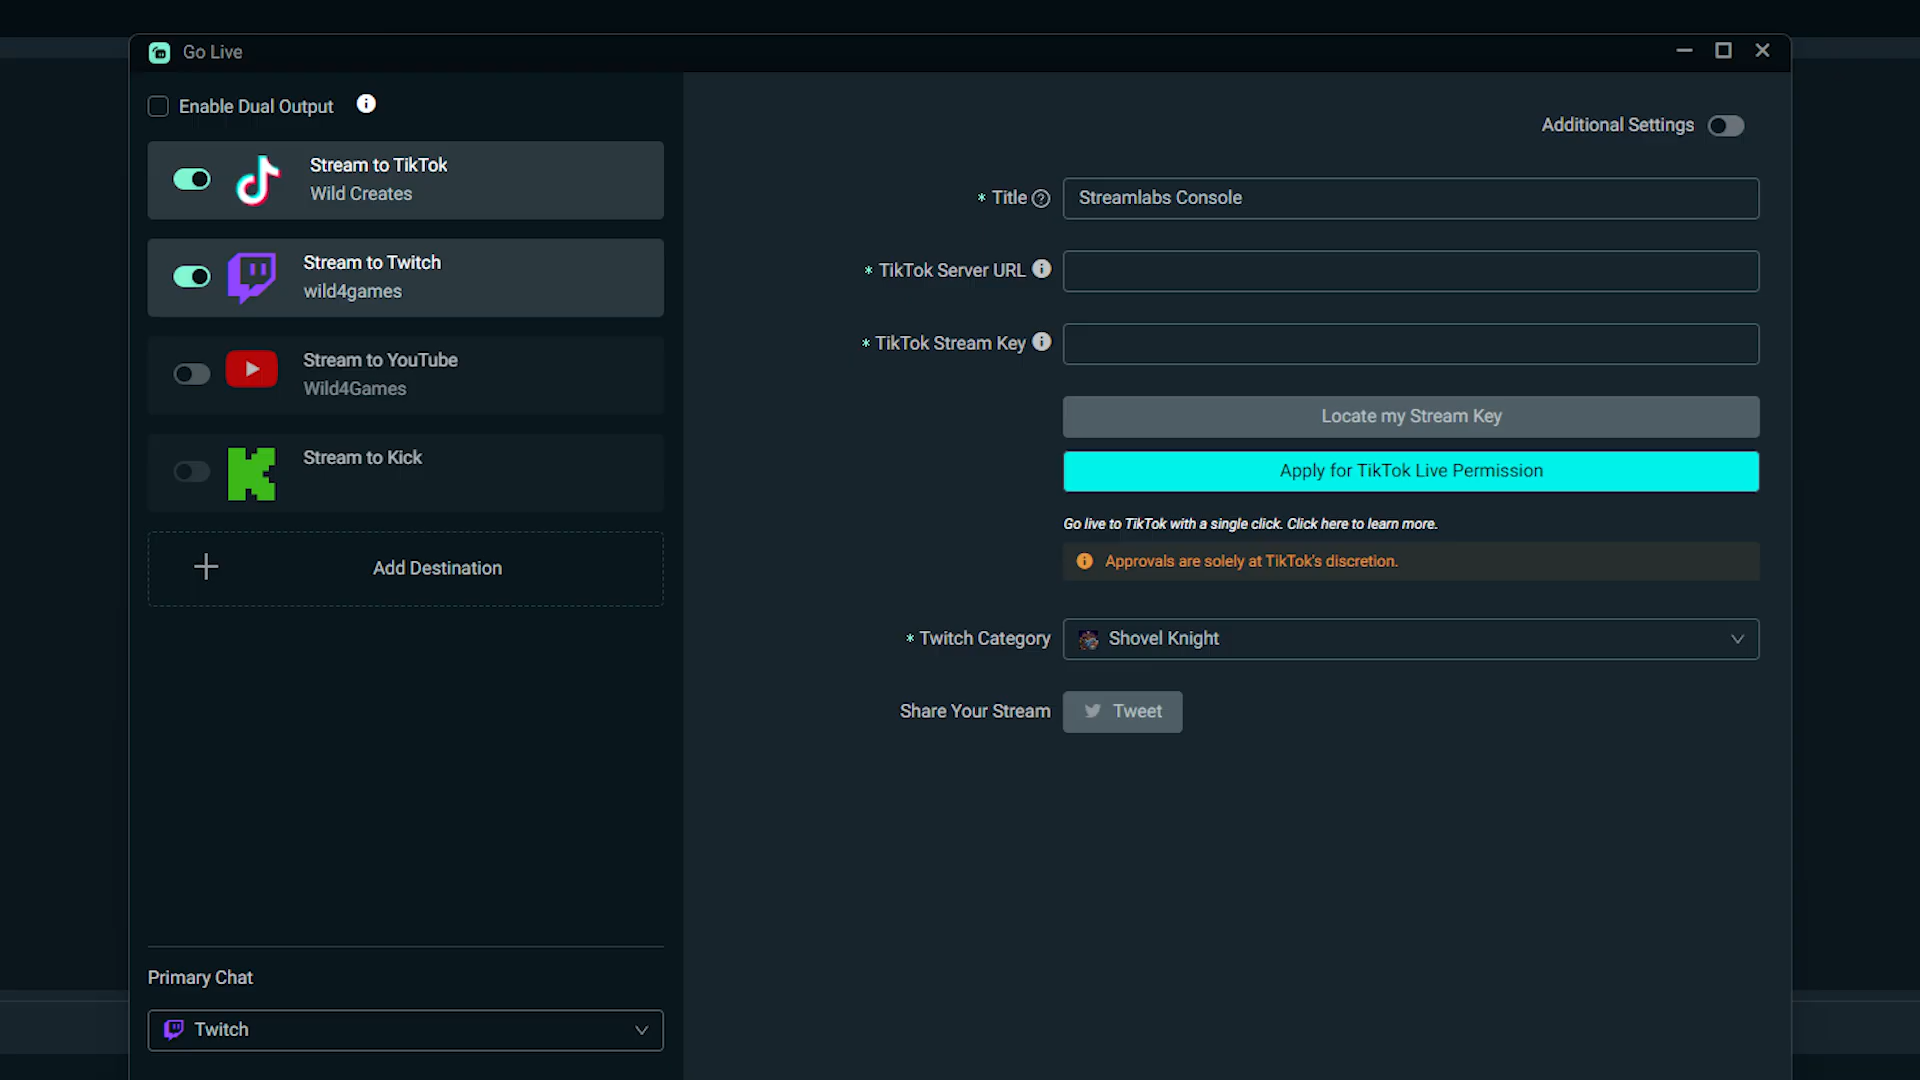 Go Live
Enable Dual Output
Stream to TikTok
Wild Creates
Stream to Twitch
wild4games
Stream to YouTube
Wild4Games
Stream to Kick
Add Destination
Primary Chat
Twitch
Additional Settings
* Title
Streamlabs Console
* TikTok Server URL
* TikTok Stream Key
Locate my Stream Key
Apply for TikTok Live Permission
Go live to TikTok with a single click. Click here to learn more.
Approvals are solely at TikTok's discretion.
* Twitch Category
Shovel Knight
Share Your Stream
Tweet